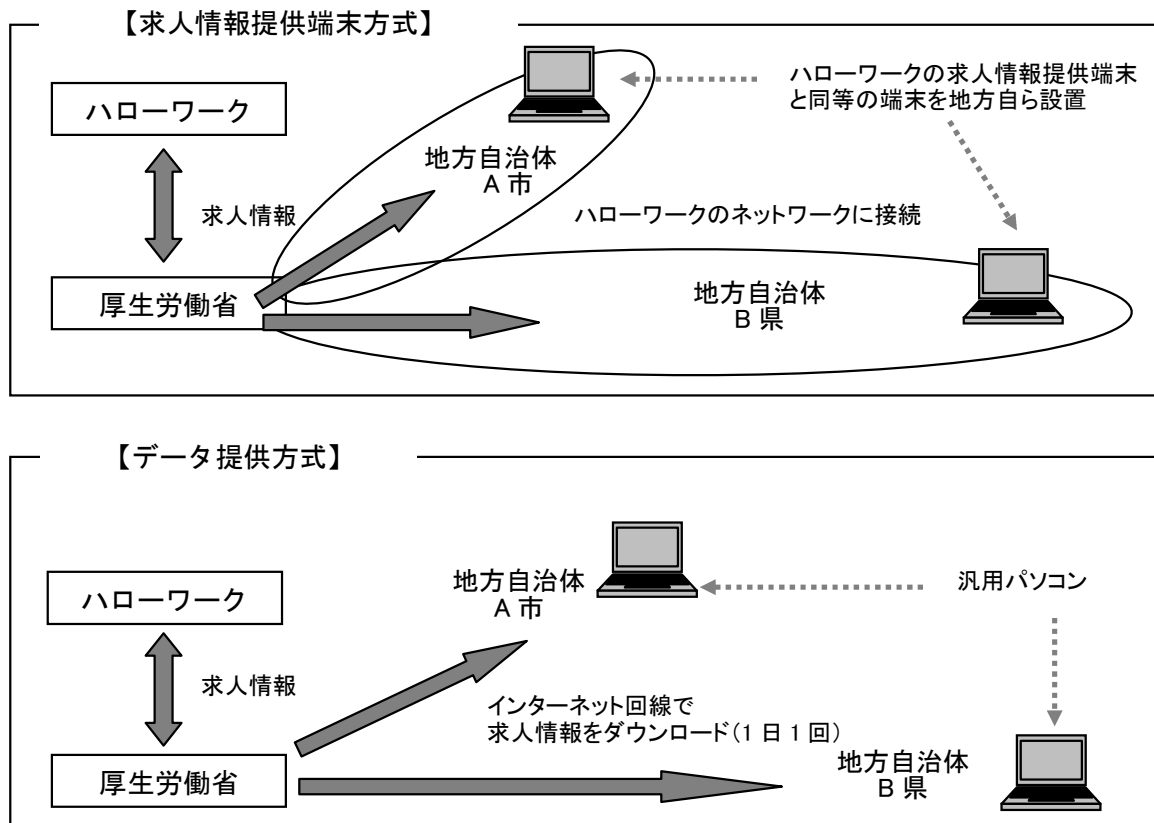 【求人情報提供端末方式】
ハローワークの求人情報提供端末
と同等の端末を地方自ら設置
ハローワーク
地方自治体
A 市
求人情報
ハローワークのネットワークに接続
厚生労働省
地方自治体
B 県
【データ提供方式】
地方自治体
A 市
汎用パソコン
ハローワーク
求人情報
インターネット回線で
求人情報をダウンロード(1 日 1 回)
厚生労働省
地方自治体
B 県